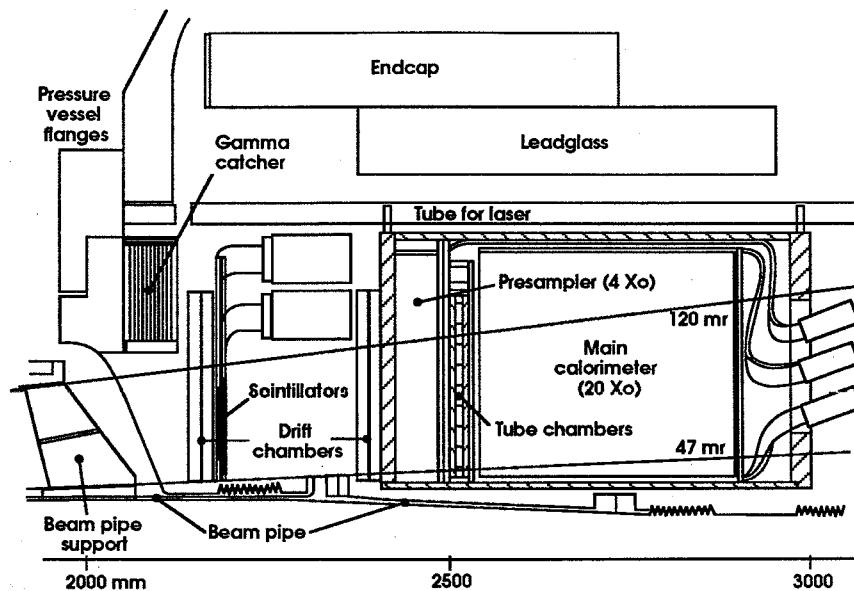 Endcap
Pressure
vessel
flanges
Gamma
catcher
Leadglass
Tube for laser
Presampler (4 Xo)
120 mr
Main
calorimeter
(20 Xo)
Scintillators
Drift
chambers
Tube chambers
47 mr
Beam pipe
support
Beam pipe
2000 mm
2500
3000